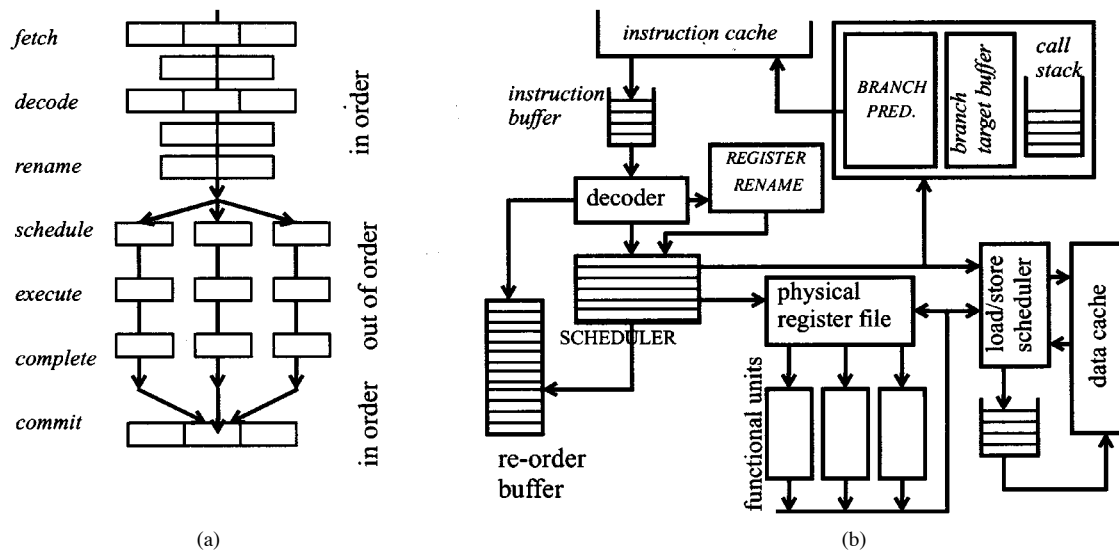 fetch
decode
rename
schedule
execute
complete
commit
in order
out of order
in order
(a)
instruction cache
instruction
buffer
BRANCH
PRED.
branch
target buffer
call
stack
REGISTER
RENAME
decoder
SCHEDULER
physical
register file
load/store
scheduler
data cache
functional units
re-order
buffer
(b)